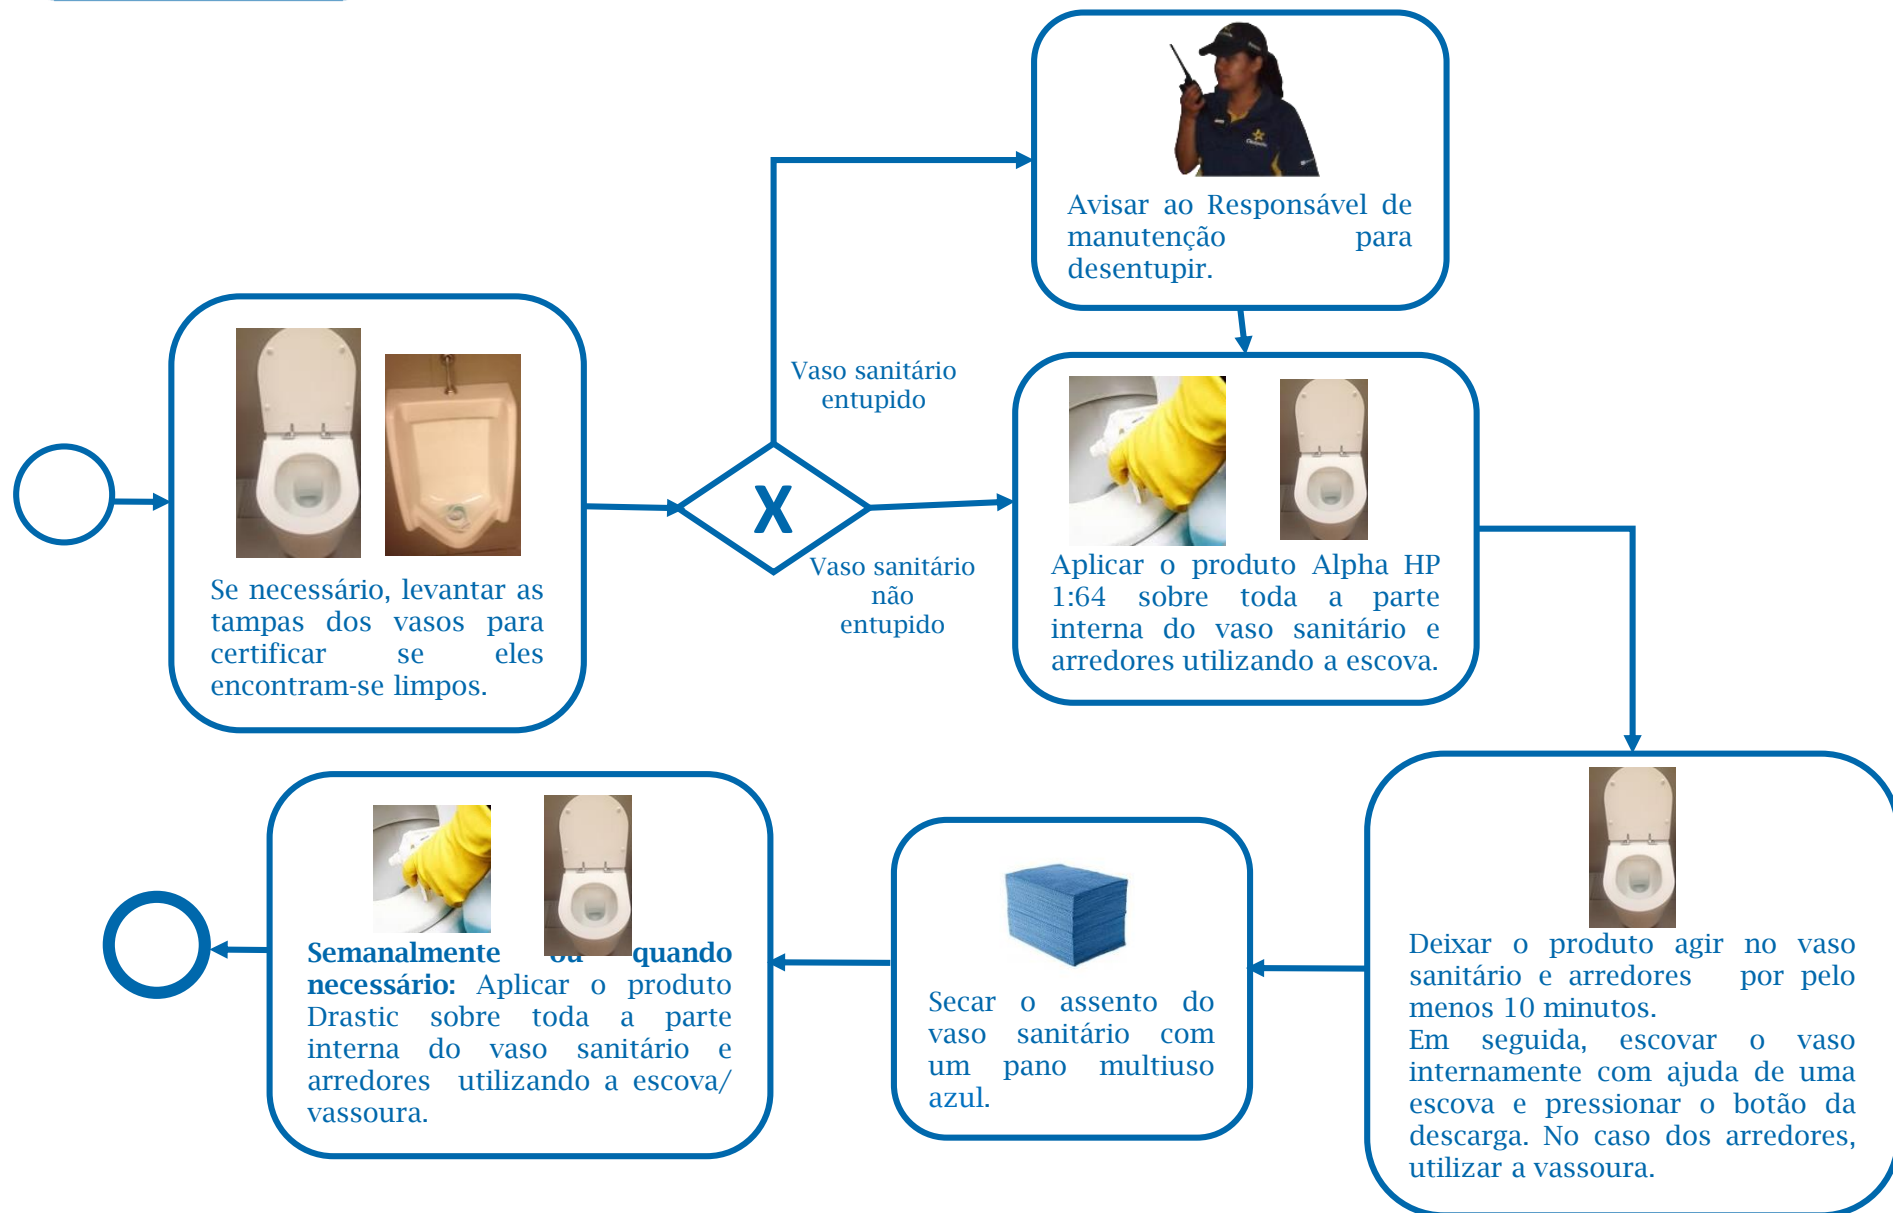 Avisar ao Responsável de
manutenção para
desentupir.
Vaso sanitário
entupido
Se necessário, levantar as
tampas dos vasos para
certificar se eles
encontram-se limpos.
X
Vaso sanitário
não
entupido
Aplicar o produto Alpha HP
1:64 sobre toda a parte
interna do vaso sanitário e
arredores utilizando a escova.
Deixar o produto agir no vaso
sanitário e arredores por pelo
menos 10 minutos.
Em seguida, escovar o vaso
internamente com ajuda de uma
escova e pressionar o botão da
descarga. No caso dos arredores,
utilizar a vassoura.
Secar o assento do
vaso sanitário com
um pano multiuso
azul.
Semanalmente ou quando
necessário: Aplicar o produto
Drastic sobre toda a parte
interna do vaso sanitário e
arredores utilizando a escova/
vassoura.